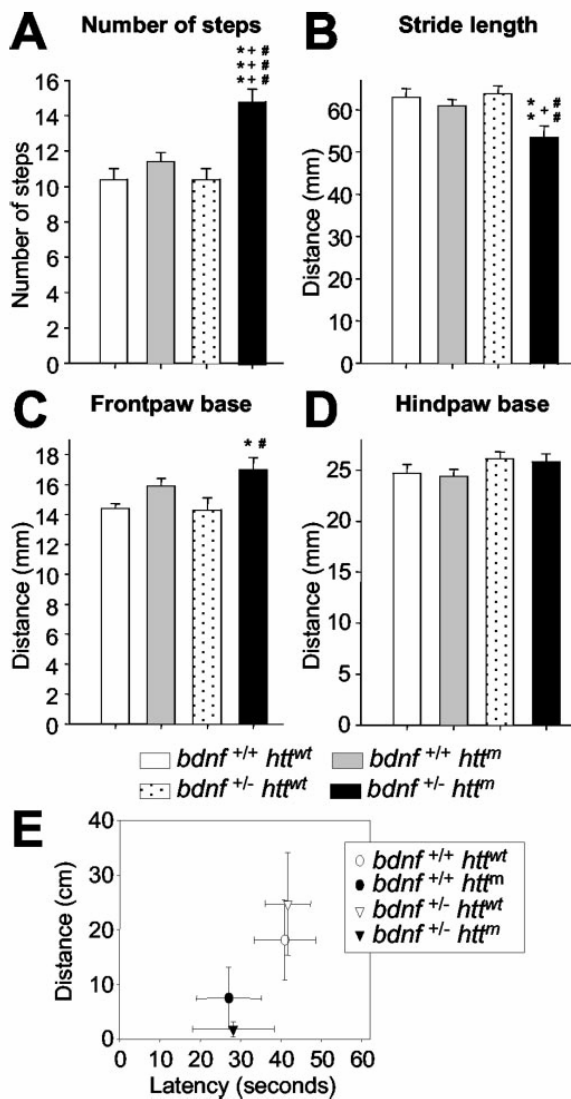 A Number of steps
Number of steps
16
14
12
10
8
6
4
2
0
*+#
*+#
*+#
B Stride length
Distance (mm)
60
50
40
30
20
10
0
* #
* + #
C Frontpaw base
Distance (mm)
18
16
14
12
10
8
6
4
2
0
* #
D Hindpaw base
Distance (mm)
25
20
15
10
5
0
bdnf +/+ htt^wt
bdnf +/+ htt^m
bdnf +/- htt^wt
bdnf +/- htt^m
E
Distance (cm)
40
30
20
10
0
0 10 20 30 40 50 60
Latency (seconds)
bdnf +/+ htt^wt
bdnf +/+ htt^m
bdnf +/- htt^wt
bdnf +/- htt^m